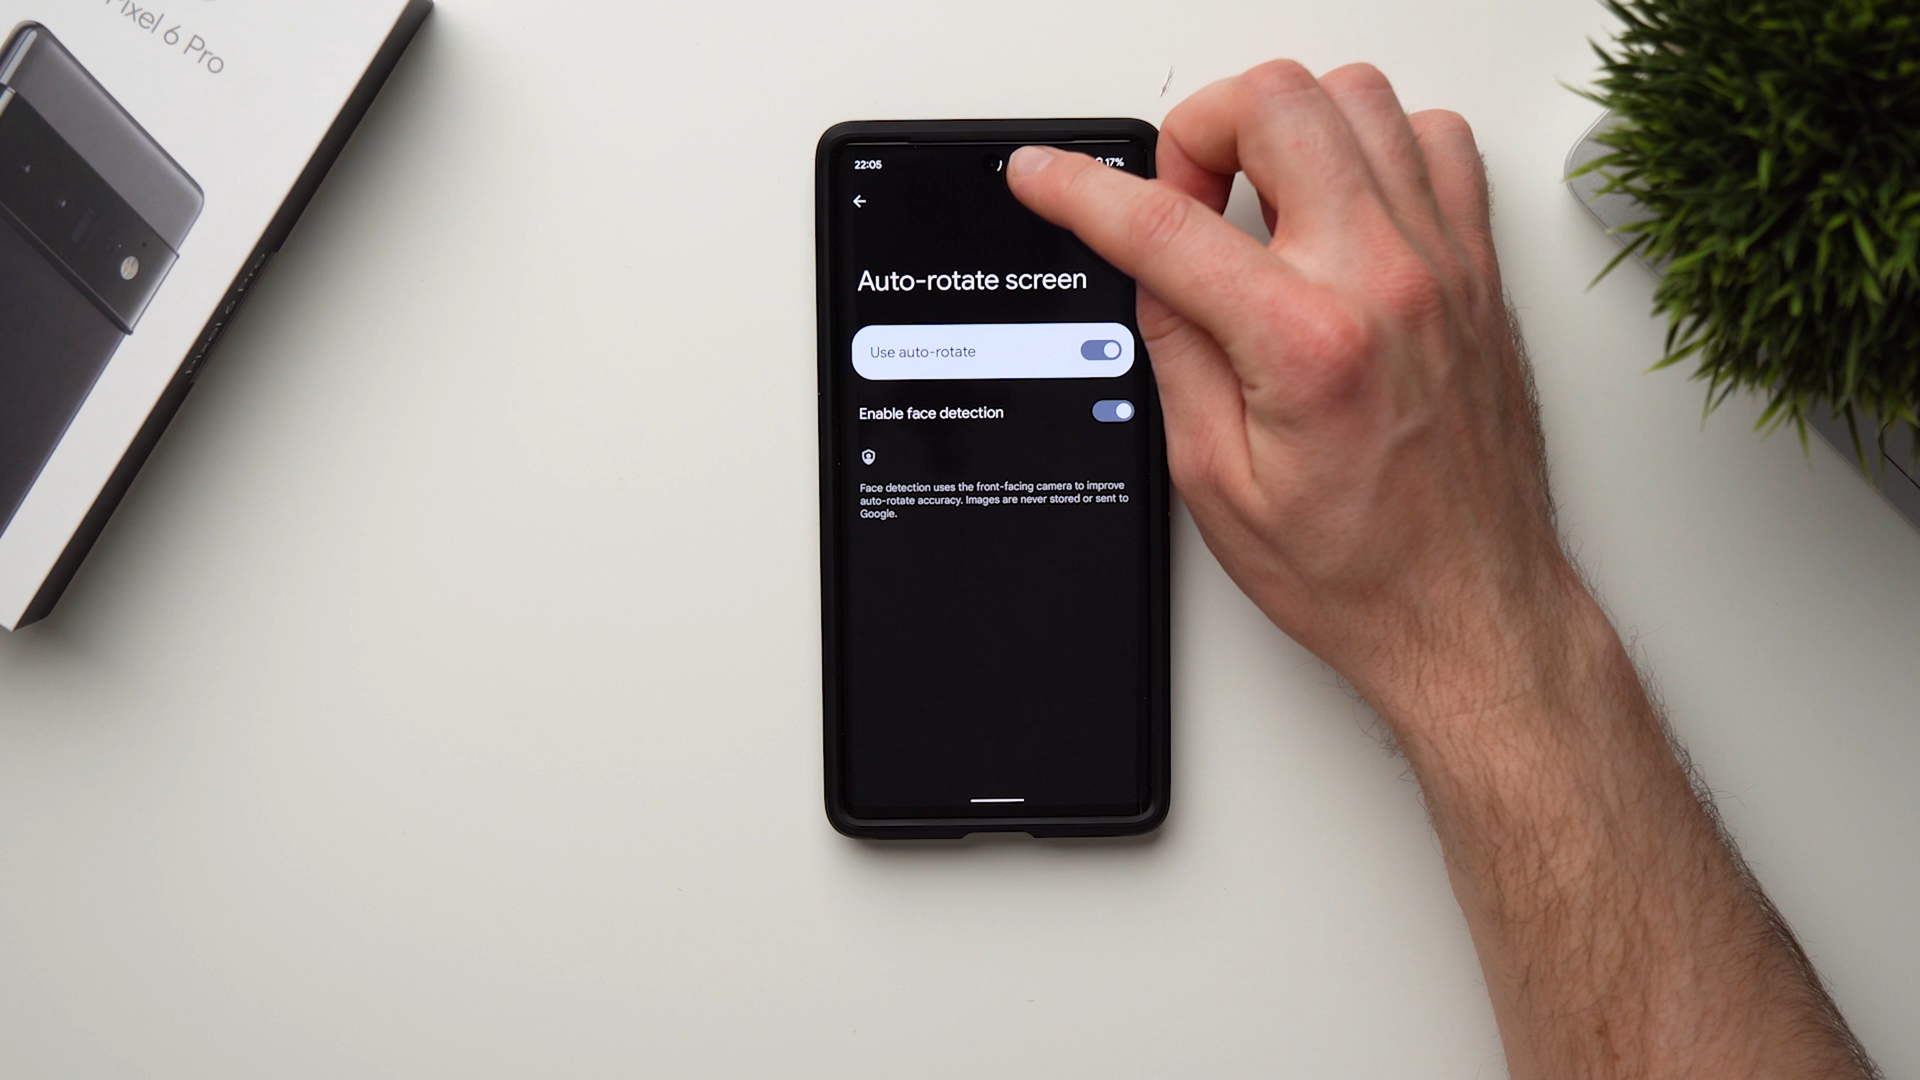 Pixel 6 Pro
22:05
17%
Auto-rotate screen
Use auto-rotate
Enable face detection
Face detection uses the front-facing camera to improve
auto-rotate accuracy. Images are never stored or sent to
Google.